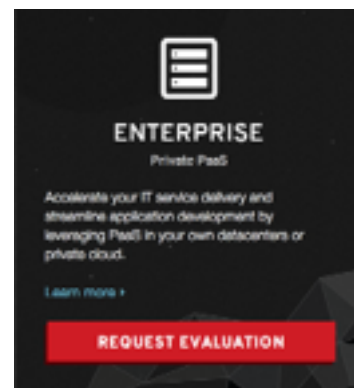 ENTERPRISE
Private PaaS
Accelerate your IT service delivery and
streamline application development by
leveraging PaaS in your own datacenters or
private cloud.
Learn more ›
REQUEST EVALUATION